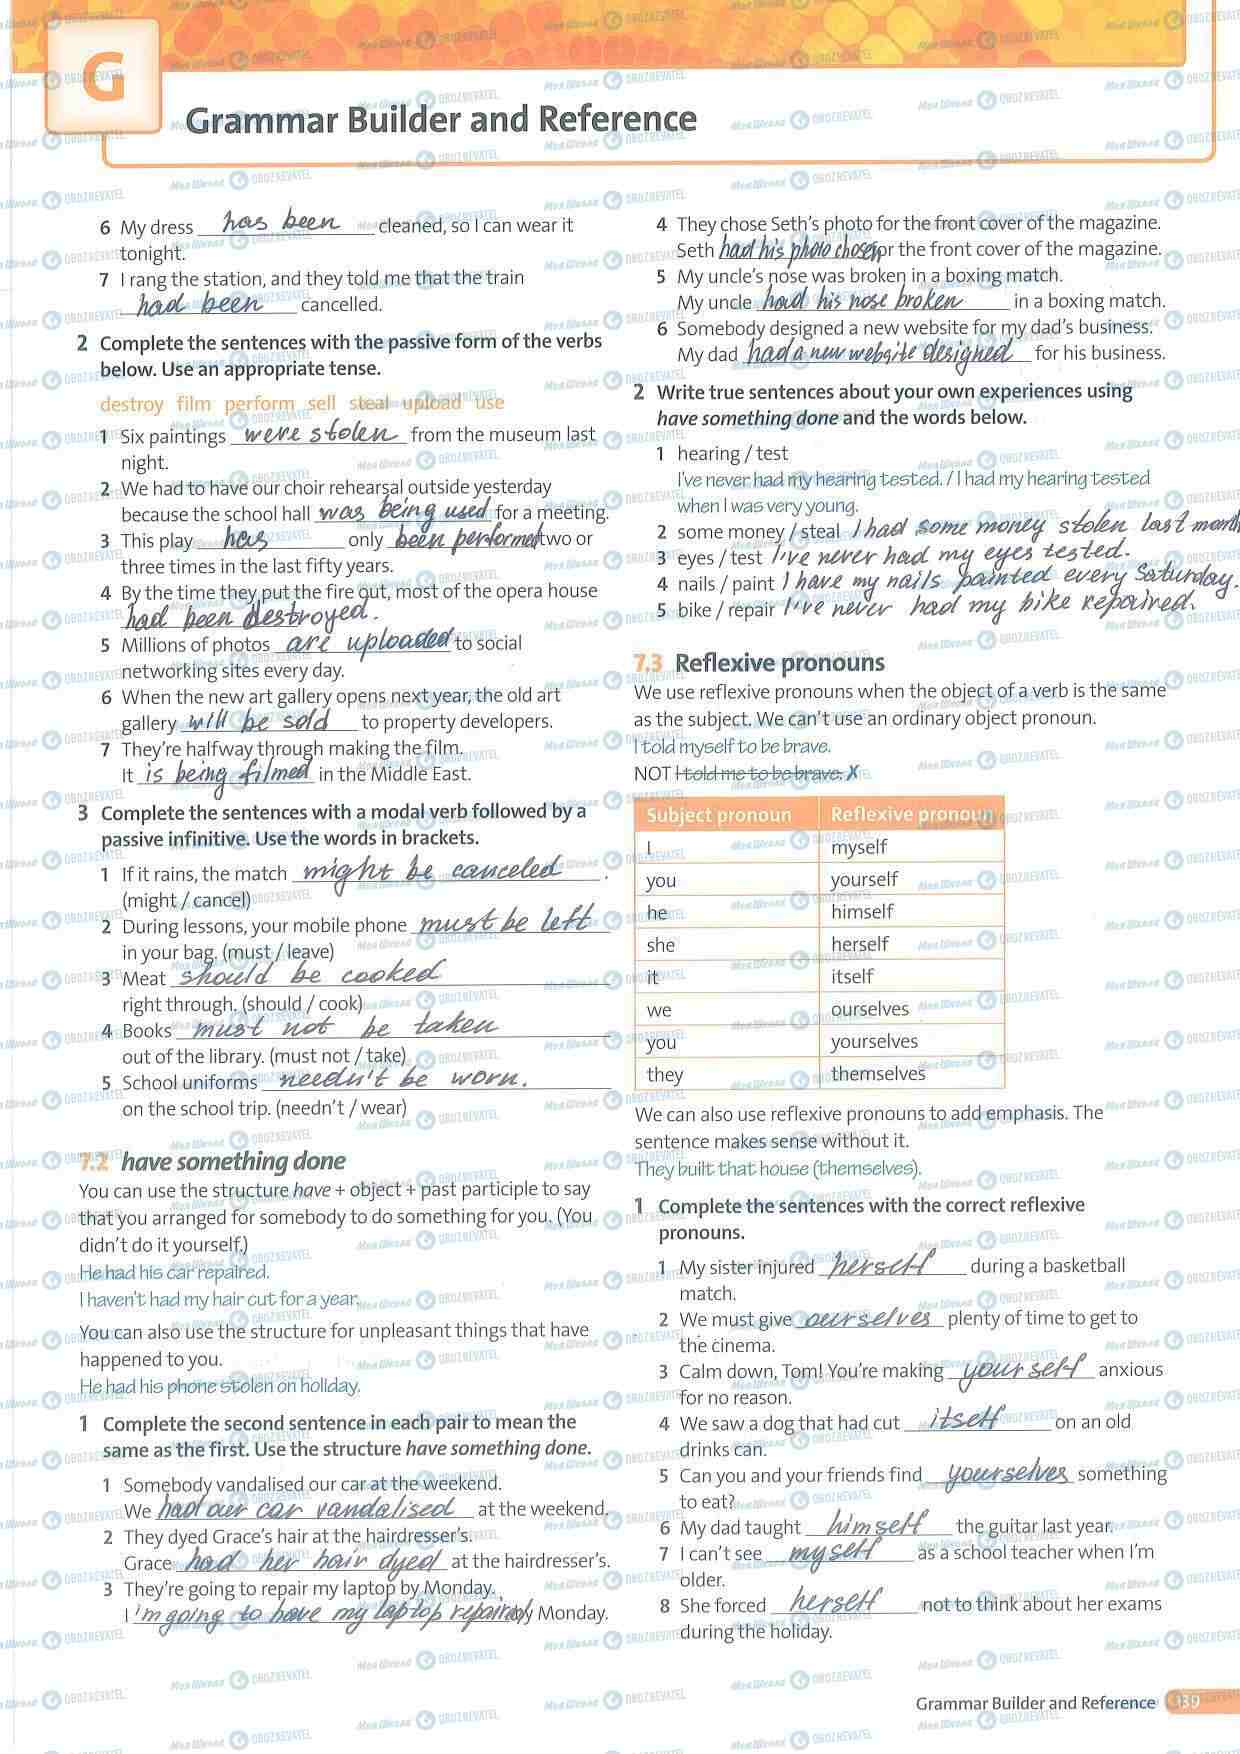 G
Grammar Builder and Reference
6 My dress has been cleaned, so I can wear it
tonight.
7 I rang the station, and they told me that the train
had been cancelled.
2 Complete the sentences with the passive form of the verbs
below. Use an appropriate tense.
destroy film perform sell steal upload use
1 Six paintings were stolen from the museum last
night.
2 We had to have our choir rehearsal outside yesterday
because the school hall was being used for a meeting.
3 This play has only been performed two or
three times in the last fifty years.
4 By the time they put the fire out, most of the opera house
had been destroyed.
5 Millions of photos are uploaded to social
networking sites every day.
6 When the new art gallery opens next year, the old art
gallery will be sold to property developers.
7 They're halfway through making the film.
It is being filmed in the Middle East.
3 Complete the sentences with a modal verb followed by a
passive infinitive. Use the words in brackets.
1 If it rains, the match might be canceled.
(might / cancel)
2 During lessons, your mobile phone must be left
in your bag. (must / leave)
3 Meat should be cooked
right through. (should / cook)
4 Books must not be taken
out of the library. (must not / take)
5 School uniforms needn't be worn.
on the school trip. (needn't / wear)
7.2 have something done
You can use the structure have + object + past participle to say
that you arranged for somebody to do something for you. (You
didn't do it yourself.)
He had his car repaired.
I haven't had my hair cut for a year.
You can also use the structure for unpleasant things that have
happened to you.
He had his phone stolen on holiday.
1 Complete the second sentence in each pair to mean the
same as the first. Use the structure have something done.
1 Somebody vandalised our car at the weekend.
We had our car vandalised at the weekend.
2 They dyed Grace's hair at the hairdresser's.
Grace had her hair dyed at the hairdresser's.
3 They're going to repair my laptop by Monday.
I 'm going to have my laptop repaired by Monday.
4 They chose Seth's photo for the front cover of the magazine.
Seth had his photo chosen for the front cover of the magazine.
5 My uncle's nose was broken in a boxing match.
My uncle had his nose broken in a boxing match.
6 Somebody designed a new website for my dad's business.
My dad had a new website designed for his business.
2 Write true sentences about your own experiences using
have something done and the words below.
1 hearing / test
I've never had my hearing tested. / I had my hearing tested
when I was very young.
2 some money / steal I had some money stolen last month
3 eyes / test I've never had my eyes tested.
4 nails / paint I have my nails painted every Saturday.
5 bike / repair I've never had my bike repaired.
7.3 Reflexive pronouns
We use reflexive pronouns when the object of a verb is the same
as the subject. We can't use an ordinary object pronoun.
I told myself to be brave.
NOT I told me to be brave. ✗
Subject pronoun Reflexive pronoun
I myself
you yourself
he himself
she herself
it itself
we ourselves
you yourselves
they themselves
We can also use reflexive pronouns to add emphasis. The
sentence makes sense without it.
They built that house (themselves).
1 Complete the sentences with the correct reflexive
pronouns.
1 My sister injured herself during a basketball
match.
2 We must give ourselves plenty of time to get to
the cinema.
3 Calm down, Tom! You're making yourself anxious
for no reason.
4 We saw a dog that had cut itself on an old
drinks can.
5 Can you and your friends find yourselves something
to eat?
6 My dad taught himself the guitar last year.
7 I can't see myself as a school teacher when I'm
older.
8 She forced herself not to think about her exams
during the holiday.
Grammar Builder and Reference 139